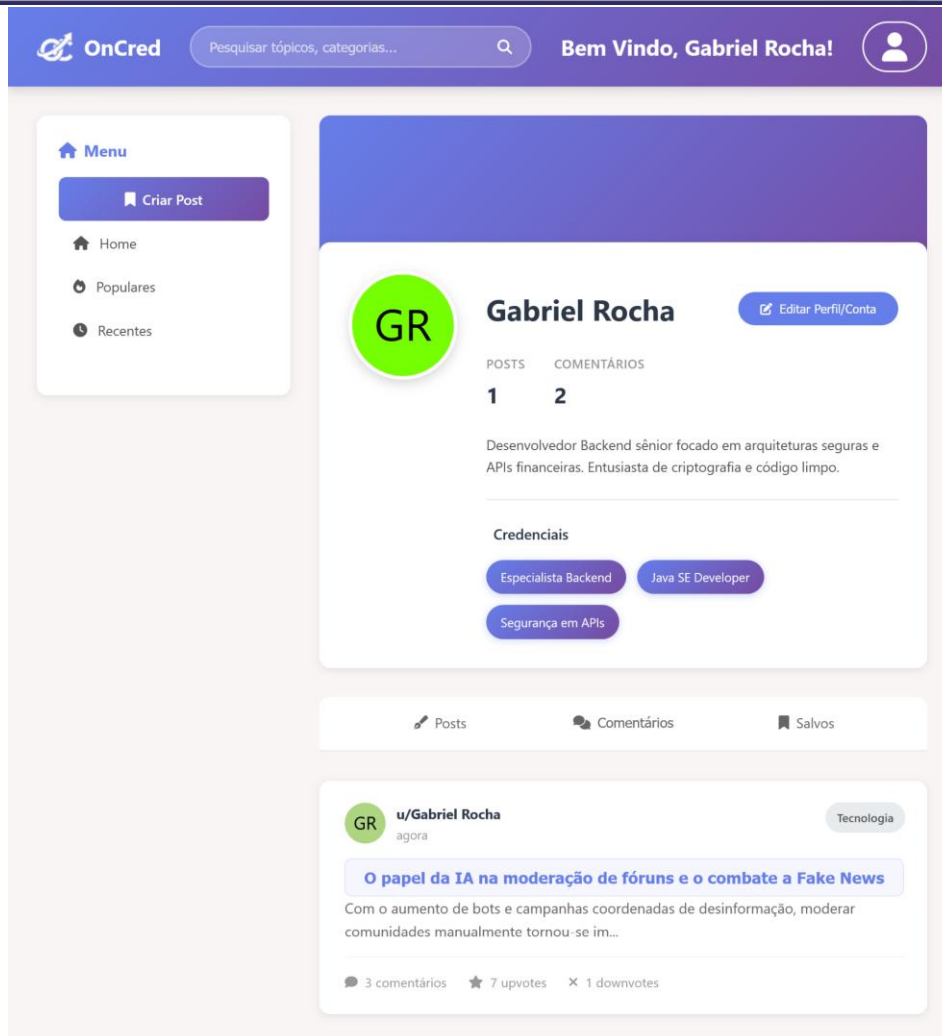 OnCred
Pesquisar tópicos, categorias...
Bem Vindo, Gabriel Rocha!
Menu
Criar Post
Home
Populares
Recentes
GR
Gabriel Rocha
Editar Perfil/Conta
POSTS COMENTÁRIOS
1 2
Desenvolvedor Backend sênior focado em arquiteturas seguras e
APIs financeiras. Entusiasta de criptografia e código limpo.
Credenciais
Especialista Backend
Java SE Developer
Segurança em APIs
Posts
Comentários
Salvos
GR
u/Gabriel Rocha
agora
Tecnologia
O papel da IA na moderação de fóruns e o combate a Fake News
Com o aumento de bots e campanhas coordenadas de desinformação, moderar
comunidades manualmente tornou-se im...
3 comentários 7 upvotes 1 downvotes